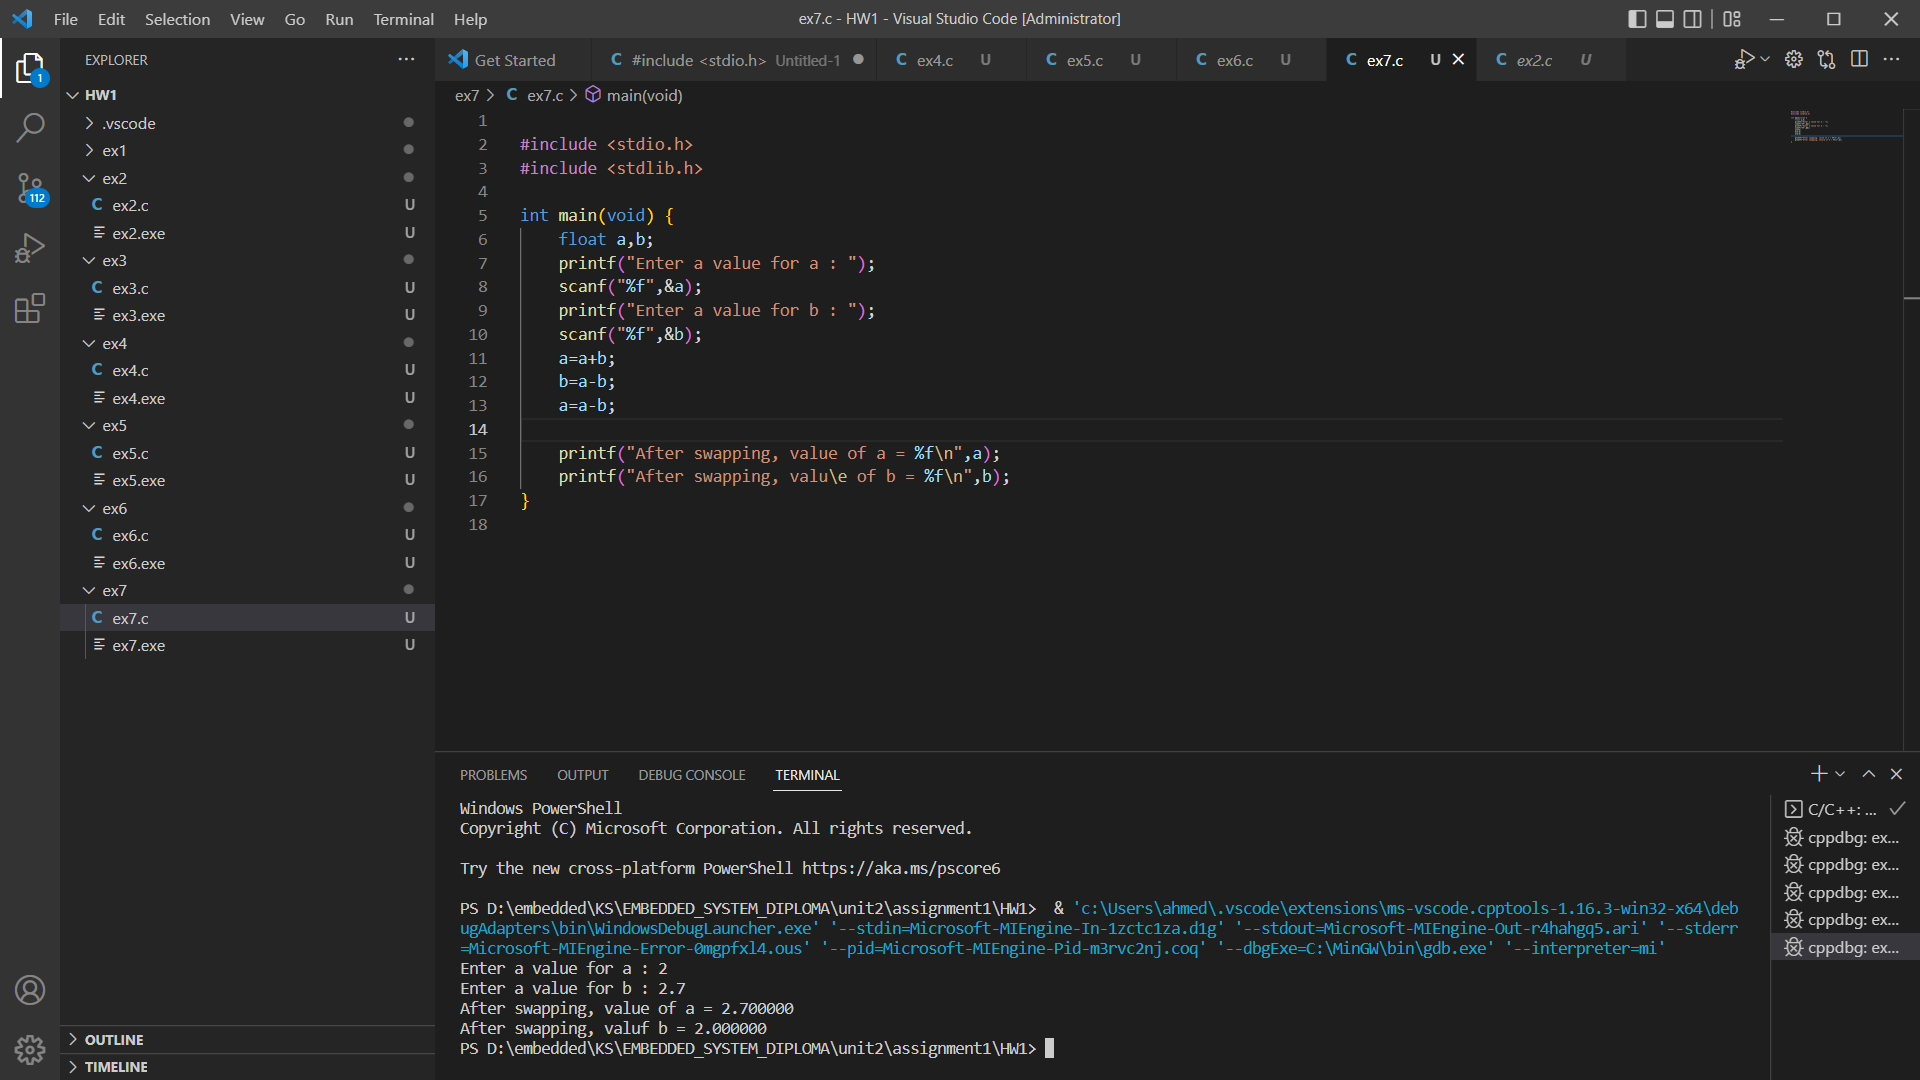 File Edit Selection View Go Run Terminal Help
ex7.c - HW1 - Visual Studio Code [Administrator]
EXPLORER
HW1
.vscode
ex1
ex2
C ex2.c U
ex2.exe U
ex3
C ex3.c U
ex3.exe U
ex4
C ex4.c U
ex4.exe U
ex5
C ex5.c U
ex5.exe U
ex6
C ex6.c U
ex6.exe U
ex7
C ex7.c U
ex7.exe U
OUTLINE
TIMELINE
1
112
Get Started
C #include <stdio.h> Untitled-1
C ex4.c U
C ex5.c U
C ex6.c U
C ex7.c U
C ex2.c U
ex7 > C ex7.c > main(void)
1
2 #include <stdio.h>
3 #include <stdlib.h>
4
5 int main(void) {
6 float a,b;
7 printf("Enter a value for a : ");
8 scanf("%f",&a);
9 printf("Enter a value for b : ");
10 scanf("%f",&b);
11 a=a+b;
12 b=a-b;
13 a=a-b;
14
15 printf("After swapping, value of a = %f\n",a);
16 printf("After swapping, valu\e of b = %f\n",b);
17 }
18
PROBLEMS OUTPUT DEBUG CONSOLE TERMINAL
Windows PowerShell
Copyright (C) Microsoft Corporation. All rights reserved.
Try the new cross-platform PowerShell https://aka.ms/pscore6
PS D:\embedded\KS\EMBEDDED_SYSTEM_DIPLOMA\unit2\assignment1\HW1>  & 'c:\Users\ahmed\.vscode\extensions\ms-vscode.cpptools-1.16.3-win32-x64\deb
ugAdapters\bin\WindowsDebugLauncher.exe' '--stdin=Microsoft-MIEngine-In-1zctc1za.d1g' '--stdout=Microsoft-MIEngine-Out-r4hahgq5.ari' '--stderr
=Microsoft-MIEngine-Error-0mgpfxl4.ous' '--pid=Microsoft-MIEngine-Pid-m3rvc2nj.coq' '--dbgExe=C:\MinGW\bin\gdb.exe' '--interpreter=mi'
Enter a value for a : 2
Enter a value for b : 2.7
After swapping, value of a = 2.700000
After swapping, valuf b = 2.000000
PS D:\embedded\KS\EMBEDDED_SYSTEM_DIPLOMA\unit2\assignment1\HW1>
C/C++: ...
cppdbg: ex...
cppdbg: ex...
cppdbg: ex...
cppdbg: ex...
cppdbg: ex...